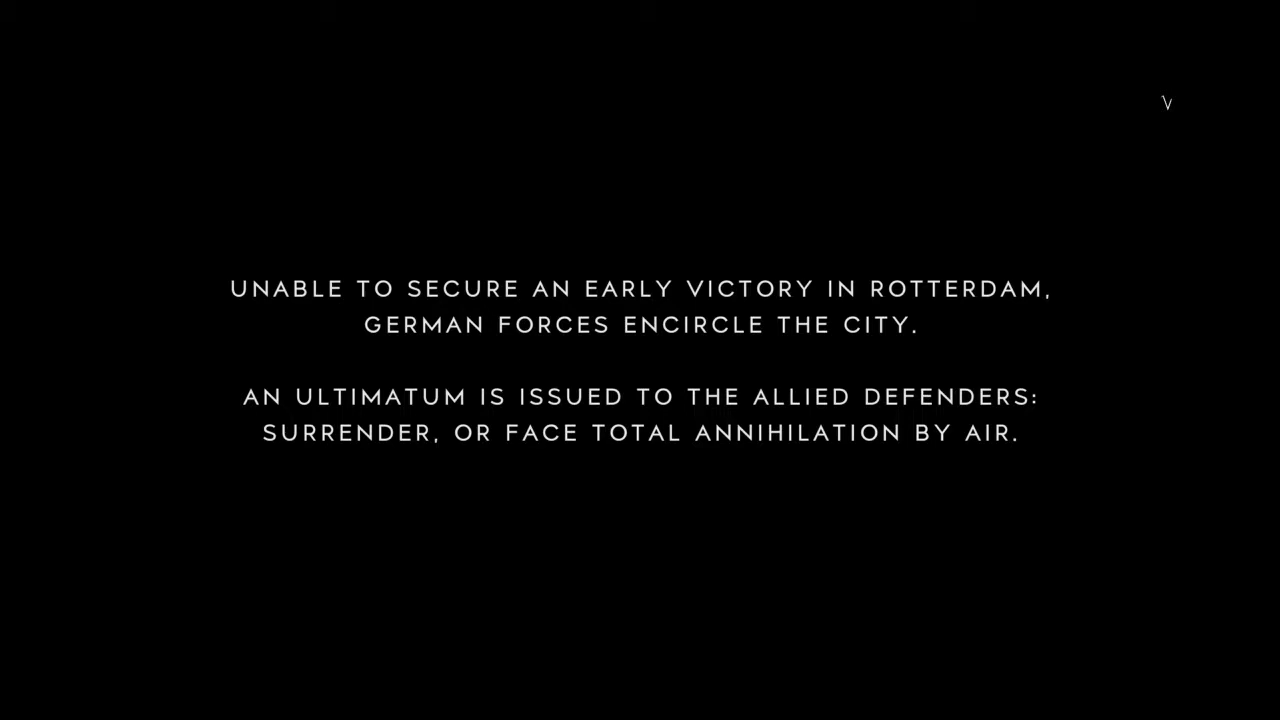 V
UNABLE TO SECURE AN EARLY VICTORY IN ROTTERDAM,
GERMAN FORCES ENCIRCLE THE CITY.
AN ULTIMATUM IS ISSUED TO THE ALLIED DEFENDERS:
SURRENDER, OR FACE TOTAL ANNIHILATION BY AIR.